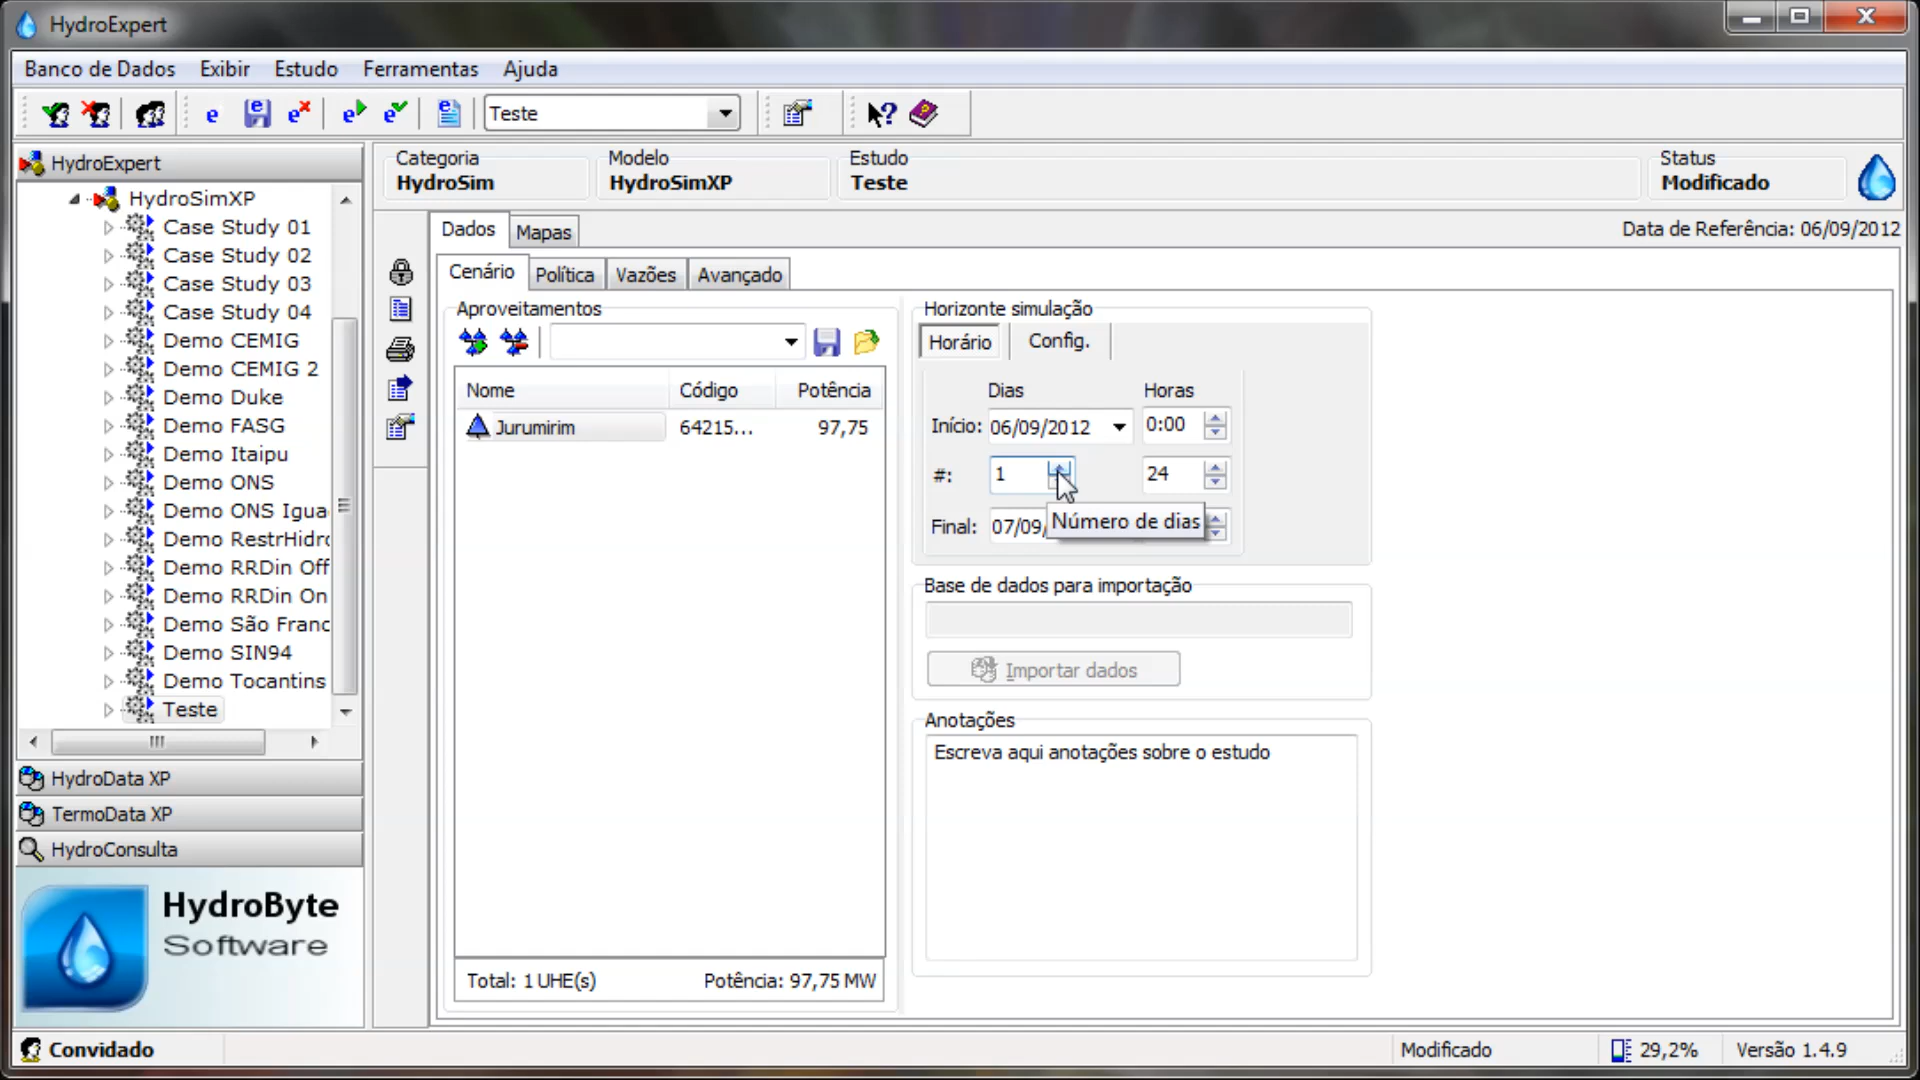 HydroExpert
Banco de Dados Exibir Estudo Ferramentas Ajuda
Teste
HydroExpert
HydroSimXP
Case Study 01
Case Study 02
Case Study 03
Case Study 04
Demo CEMIG
Demo CEMIG 2
Demo Duke
Demo FASG
Demo Itaipu
Demo ONS
Demo ONS Igua
Demo RestrHidro
Demo RRDin Off
Demo RRDin On
Demo São Franc
Demo SIN94
Demo Tocantins
Teste
HydroData XP
TermoData XP
HydroConsulta
HydroByte
Software
Categoria Modelo Estudo Status
HydroSim HydroSimXP Teste Modificado
Dados Mapas
Data de Referência: 06/09/2012
Cenário Política Vazões Avançado
Aproveitamentos
Nome Código Potência
Jurumirim 64215... 97,75
Total: 1 UHE(s) Potência: 97,75 MW
Horizonte simulação
Horário Config.
Dias Horas
Início: 06/09/2012 0:00
#: 1 24
Final: 07/09/
Número de dias
Base de dados para importação
Importar dados
Anotações
Escreva aqui anotações sobre o estudo
Convidado Modificado 29,2% Versão 1.4.9